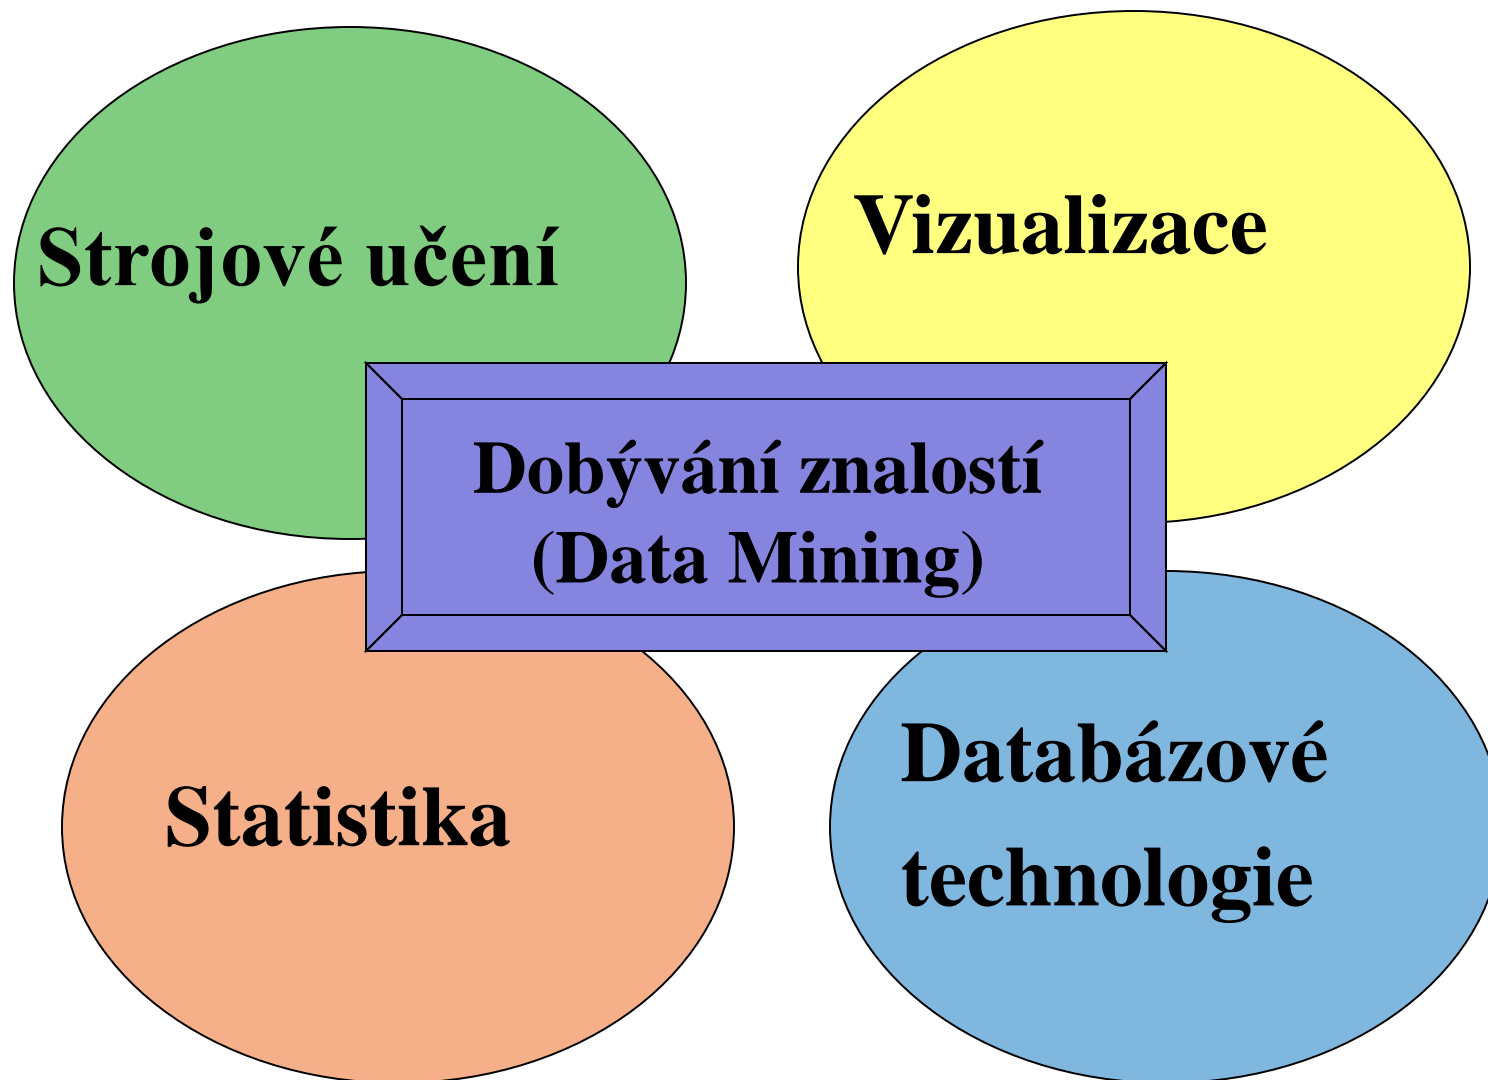 Strojové učení
Vizualizace
Dobývání znalostí
(Data Mining)
Statistika
Databázové
technologie